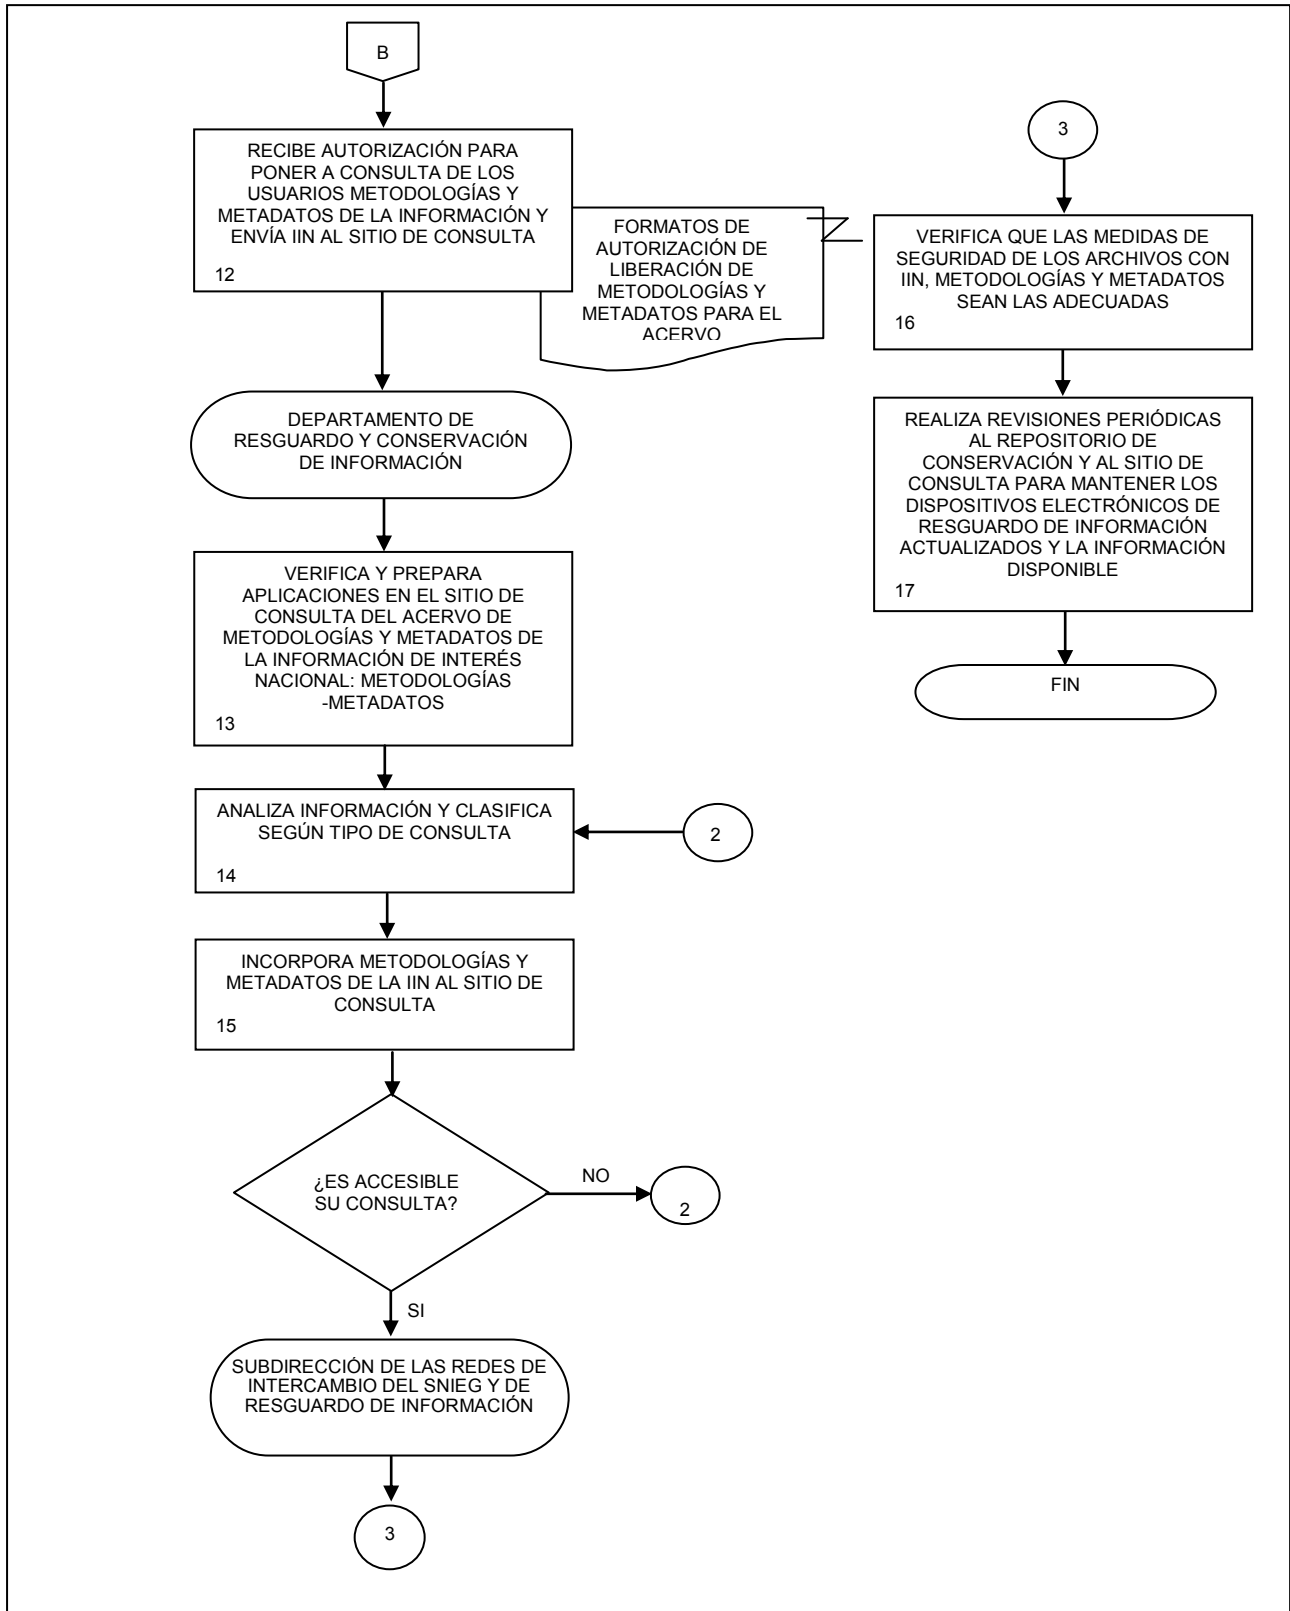 B
RECIBE AUTORIZACIÓN PARA
PONER A CONSULTA DE LOS
USUARIOS METODOLOGÍAS Y
METADATOS DE LA INFORMACIÓN Y
ENVÍA IIN AL SITIO DE CONSULTA
12
FORMATOS DE
AUTORIZACIÓN DE
LIBERACIÓN DE
METODOLOGÍAS Y
METADATOS PARA EL
ACERVO
DEPARTAMENTO DE
RESGUARDO Y CONSERVACIÓN
DE INFORMACIÓN
VERIFICA Y PREPARA
APLICACIONES EN EL SITIO DE
CONSULTA DEL ACERVO DE
METODOLOGÍAS Y METADATOS DE
LA INFORMACIÓN DE INTERÉS
NACIONAL: METODOLOGÍAS
-METADATOS
13
ANALIZA INFORMACIÓN Y CLASIFICA
SEGÚN TIPO DE CONSULTA
14
2
INCORPORA METODOLOGÍAS Y
METADATOS DE LA IIN AL SITIO DE
CONSULTA
15
¿ES ACCESIBLE
SU CONSULTA?
NO
2
SI
SUBDIRECCIÓN DE LAS REDES DE
INTERCAMBIO DEL SNIEG Y DE
RESGUARDO DE INFORMACIÓN
3
3
VERIFICA QUE LAS MEDIDAS DE
SEGURIDAD DE LOS ARCHIVOS CON
IIN, METODOLOGÍAS Y METADATOS
SEAN LAS ADECUADAS
16
REALIZA REVISIONES PERIÓDICAS
AL REPOSITORIO DE
CONSERVACIÓN Y AL SITIO DE
CONSULTA PARA MANTENER LOS
DISPOSITIVOS ELECTRÓNICOS DE
RESGUARDO DE INFORMACIÓN
ACTUALIZADOS Y LA INFORMACIÓN
DISPONIBLE
17
FIN